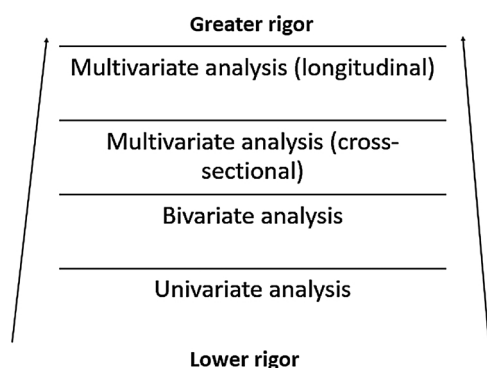 Greater rigor
Multivariate analysis (longitudinal)
Multivariate analysis (cross-
sectional)
Bivariate analysis
Univariate analysis
Lower rigor